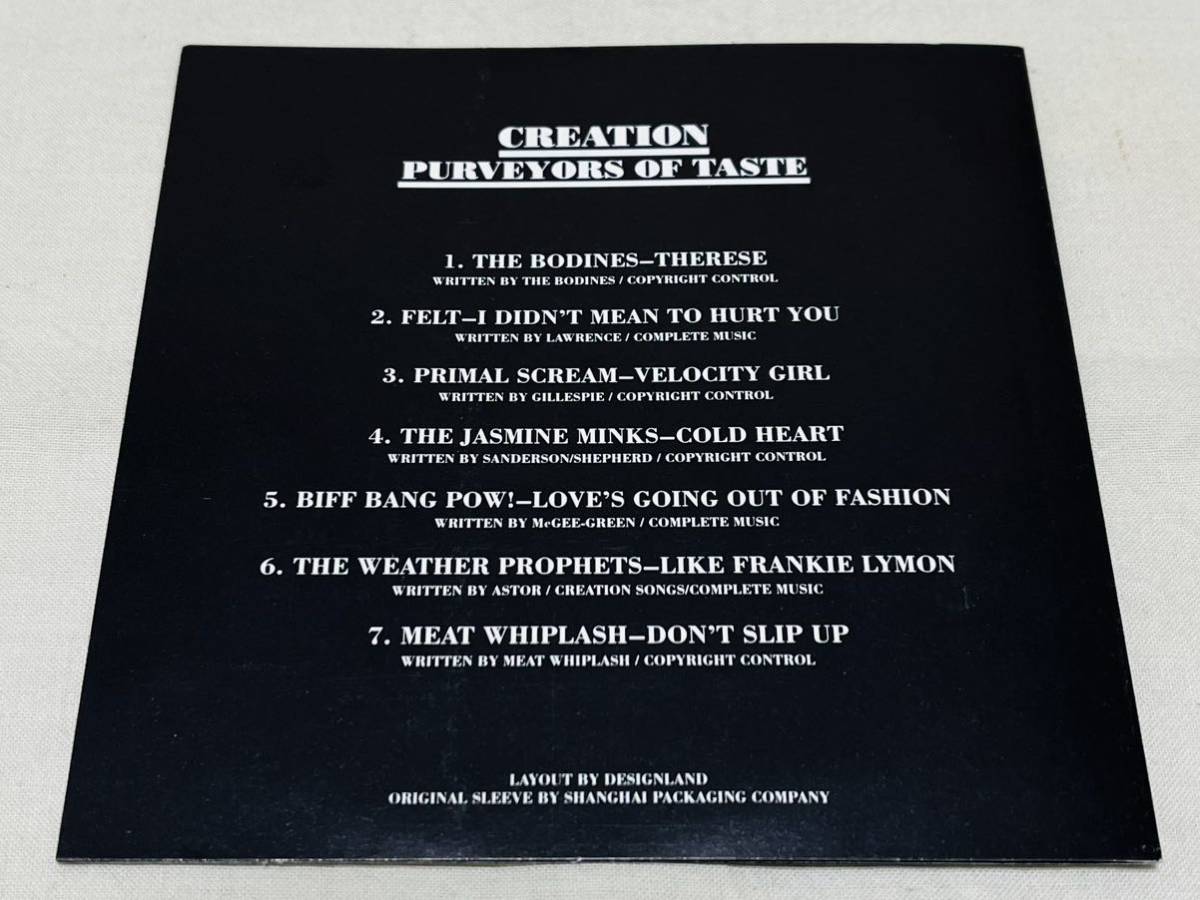 CREATION
PURVEYORS OF TASTE
1. THE BODINES–THERESE
WRITTEN BY THE BODINES / COPYRIGHT CONTROL
2. FELT–I DIDN'T MEAN TO HURT YOU
WRITTEN BY LAWRENCE / COMPLETE MUSIC
3. PRIMAL SCREAM–VELOCITY GIRL
WRITTEN BY GILLESPIE / COPYRIGHT CONTROL
4. THE JASMINE MINKS–COLD HEART
WRITTEN BY SANDERSON/SHEPHERD / COPYRIGHT CONTROL
5. BIFF BANG POW!–LOVE'S GOING OUT OF FASHION
WRITTEN BY McGEE-GREEN / COMPLETE MUSIC
6. THE WEATHER PROPHETS–LIKE FRANKIE LYMON
WRITTEN BY ASTOR / CREATION SONGS/COMPLETE MUSIC
7. MEAT WHIPLASH–DON'T SLIP UP
WRITTEN BY MEAT WHIPLASH / COPYRIGHT CONTROL
LAYOUT BY DESIGNLAND
ORIGINAL SLEEVE BY SHANGHAI PACKAGING COMPANY